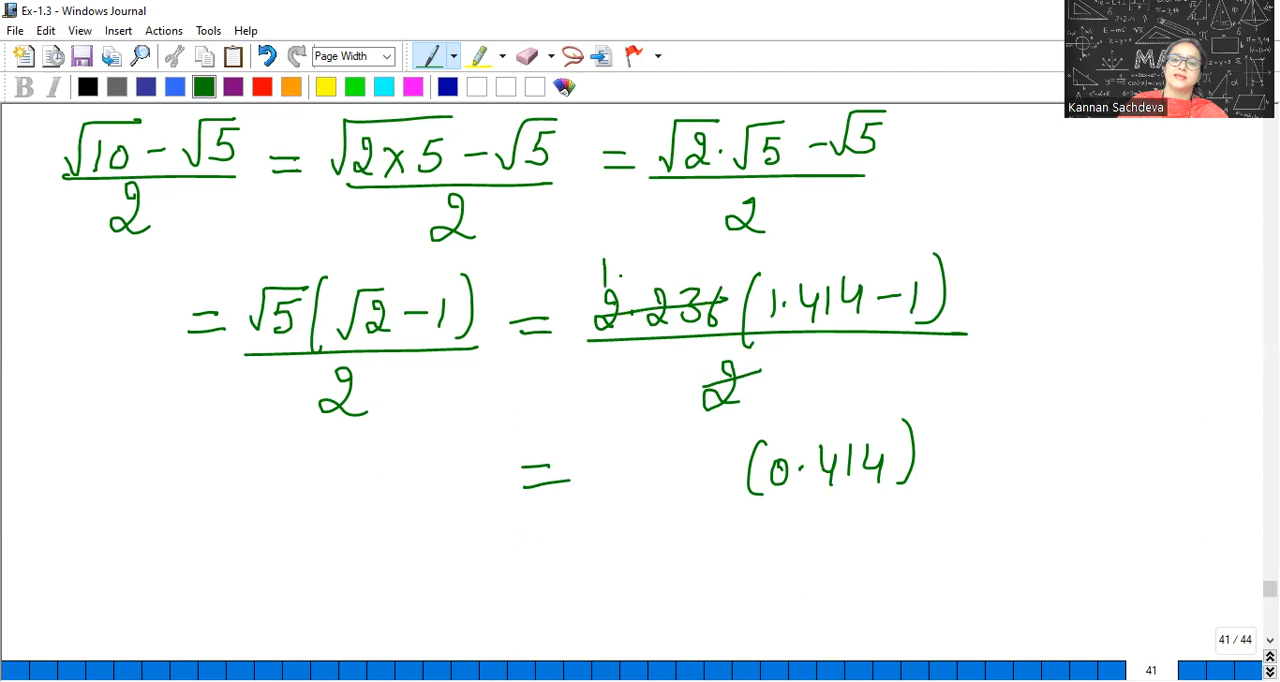 Ex-1.3 - Windows Journal
File Edit View Insert Actions Tools Help
Page Width
B I
Kannan Sachdeva
(√10 - √5)/2 = (√(2×5) - √5)/2 = (√2·√5 - √5)/2
= √5(√2 - 1)/2 = 2·236(1·414 - 1)/2
1·
= (0·414)
41 / 44
41